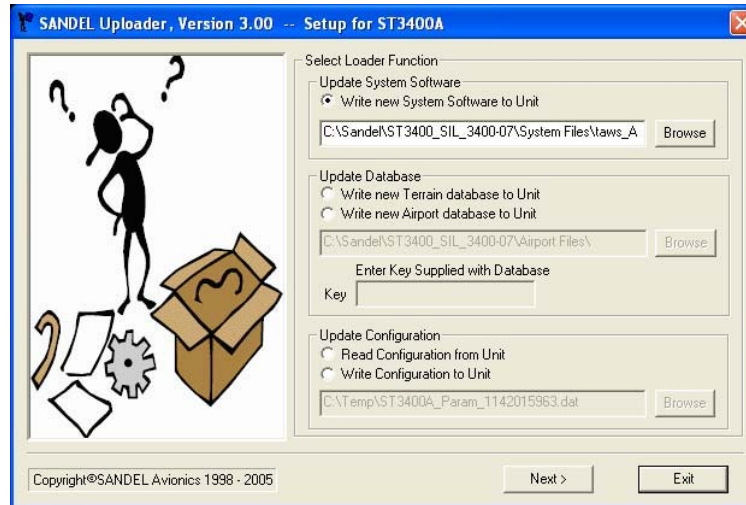 SANDEL Uploader, Version 3.00 -- Setup for ST3400A
Select Loader Function
Update System Software
Write new System Software to Unit
C:\Sandel\ST3400_SIL_3400-07\System Files\taws_A
Browse
Update Database
Write new Terrain database to Unit
Write new Airport database to Unit
C:\Sandel\ST3400_SIL_3400-07\Airport Files\
Browse
Enter Key Supplied with Database
Key
Update Configuration
Read Configuration from Unit
Write Configuration to Unit
C:\Temp\ST3400A_Param_1142015963.dat
Browse
Copyright©SANDEL Avionics 1998 - 2005
Next >
Exit